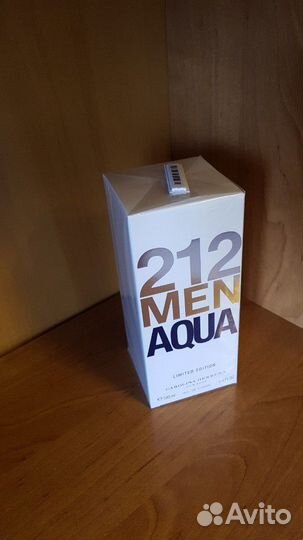 212
MEN
AQUA
LIMITED EDITION
CAROLINA HERRERA
Avito